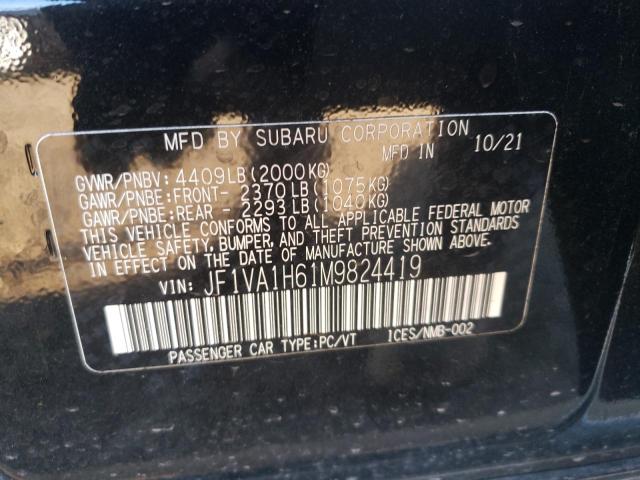 MFD BY SUBARU CORPORATION
MFD IN 10/21
GVWR/PNBV: 4409LB(2000KG)
GAWR/PNBE:FRONT- 2370LB(1075KG)
GAWR/PNBE:REAR - 2293LB(1040KG)
THIS VEHICLE CONFORMS TO ALL APPLICABLE FEDERAL MOTOR
VEHICLE SAFETY, BUMPER, AND THEFT PREVENTION STANDARDS
IN EFFECT ON THE DATE OF MANUFACTURE SHOWN ABOVE.
VIN: JF1VA1H61M9824419
PASSENGER CAR TYPE:PC/VT ICES/NMB-002